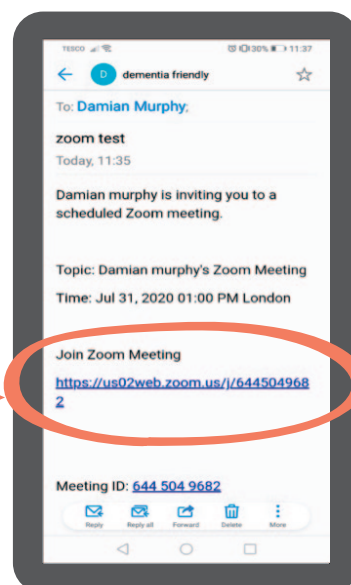 TESCO 30% 11:37
D dementia friendly
To: Damian Murphy;
zoom test
Today, 11:35
Damian murphy is inviting you to a
scheduled Zoom meeting.
Topic: Damian murphy's Zoom Meeting
Time: Jul 31, 2020 01:00 PM London
Join Zoom Meeting
https://us02web.zoom.us/j/644504968
2
Meeting ID: 644 504 9682
Reply Reply all Forward Delete More